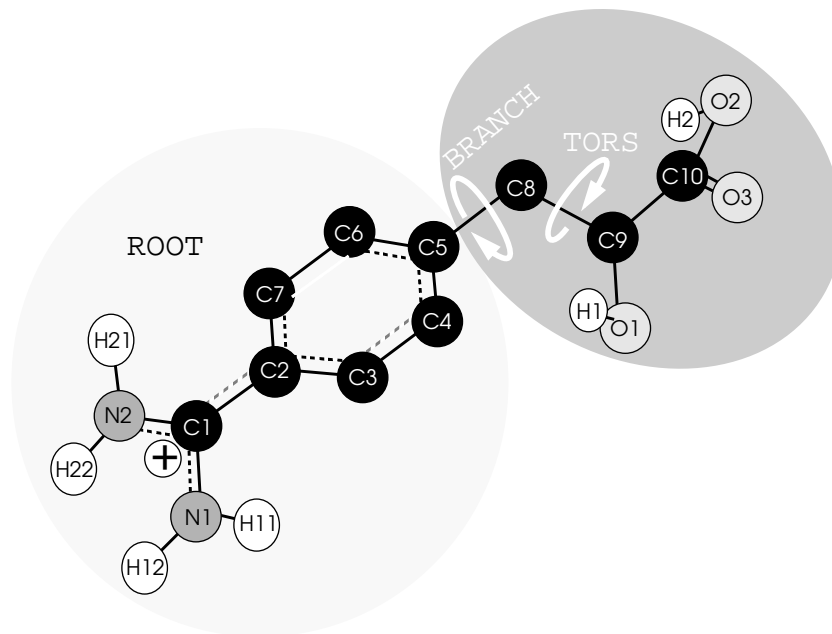 BRANCH
TORS
ROOT
O2
H2
C10
O3
C8
C9
C6
C5
H1
O1
C7
C4
H21
C2
C3
N2
C1
+
H22
N1
H11
H12